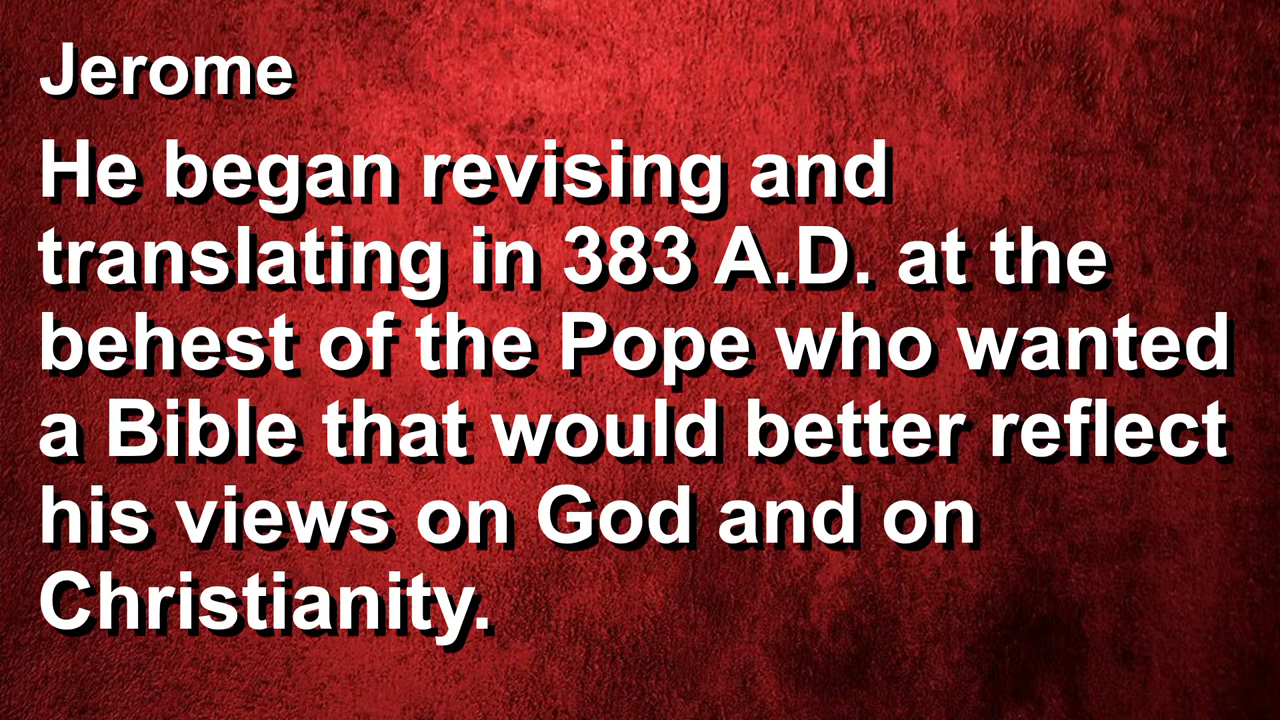 Jerome
He began revising and
translating in 383 A.D. at the
behest of the Pope who wanted
a Bible that would better reflect
his views on God and on
Christianity.